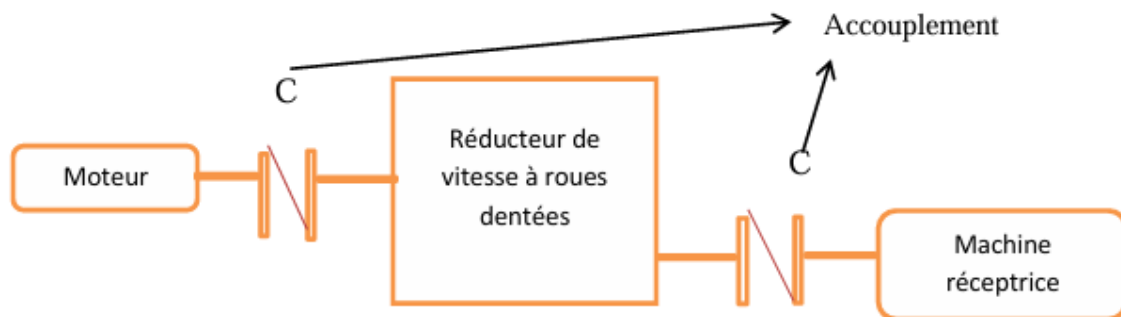 Accouplement
C
Réducteur de
vitesse à roues
dentées
Moteur
C
Machine
réceptrice